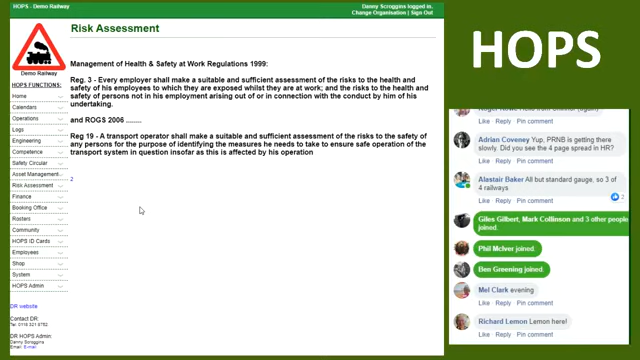 HOPS - Demo Railway
Danny Scroggins logged in.
Change Organisation | Sign Out
Risk Assessment
Demo Railway
HOPS FUNCTIONS:
Home
Calendars
Operations
Logs
Engineering
Competence
Safety Circular
Asset Management
Risk Assessment
Finance
Booking Office
Rosters
Community
HOPS ID Cards
Employees
Shop
System
HOPS Admin
DR website
Contact DR:
Tel: 0116 321 8752
DR HOPS Admin:
Danny Scroggins
Email: E-mail
Management of Health & Safety at Work Regulations 1999:
Reg. 3 - Every employer shall make a suitable and sufficient assessment of the risks to the health and
safety of his employees to which they are exposed whilst they are at work; and the risks to the health and
safety of persons not in his employment arising out of or in connection with the conduct by him of his
undertaking.
and ROGS 2006 ........
Reg 19 - A transport operator shall make a suitable and sufficient assessment of the risks to the safety of
any persons for the purpose of identifying the measures he needs to take to ensure safe operation of the
transport system in question insofar as this is affected by his operation
2
HOPS
Like · Reply · Pin comment
Adrian Coveney Yup, PRNB is getting there
slowly. Did you see the 4 page spread in HR?
Like · Reply · Pin comment
Alastair Baker All but standard gauge, so 3 of
4 railways
2
Like · Reply · Pin comment
Giles Gilbert, Mark Collinson and 3 other people
joined.
Phil McIver joined.
Ben Greening joined.
Mel Clark evening
Like · Reply · Pin comment
Richard Lemon Lemon here!
Like · Reply · Pin comment